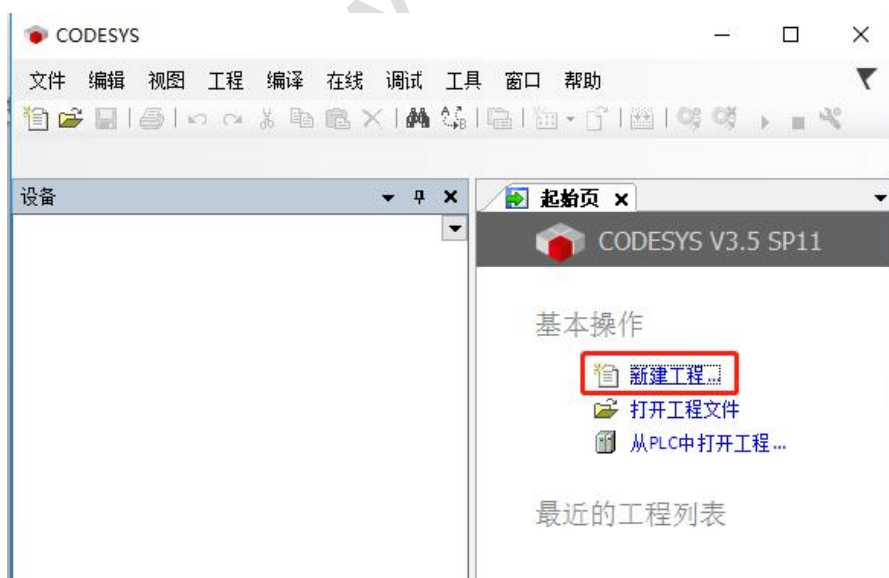 CODESYS
文件 编辑 视图 工程 编译 在线 调试 工具 窗口 帮助
设备
起始页
CODESYS V3.5 SP11
基本操作
新建工程...
打开工程文件
从PLC中打开工程...
最近的工程列表